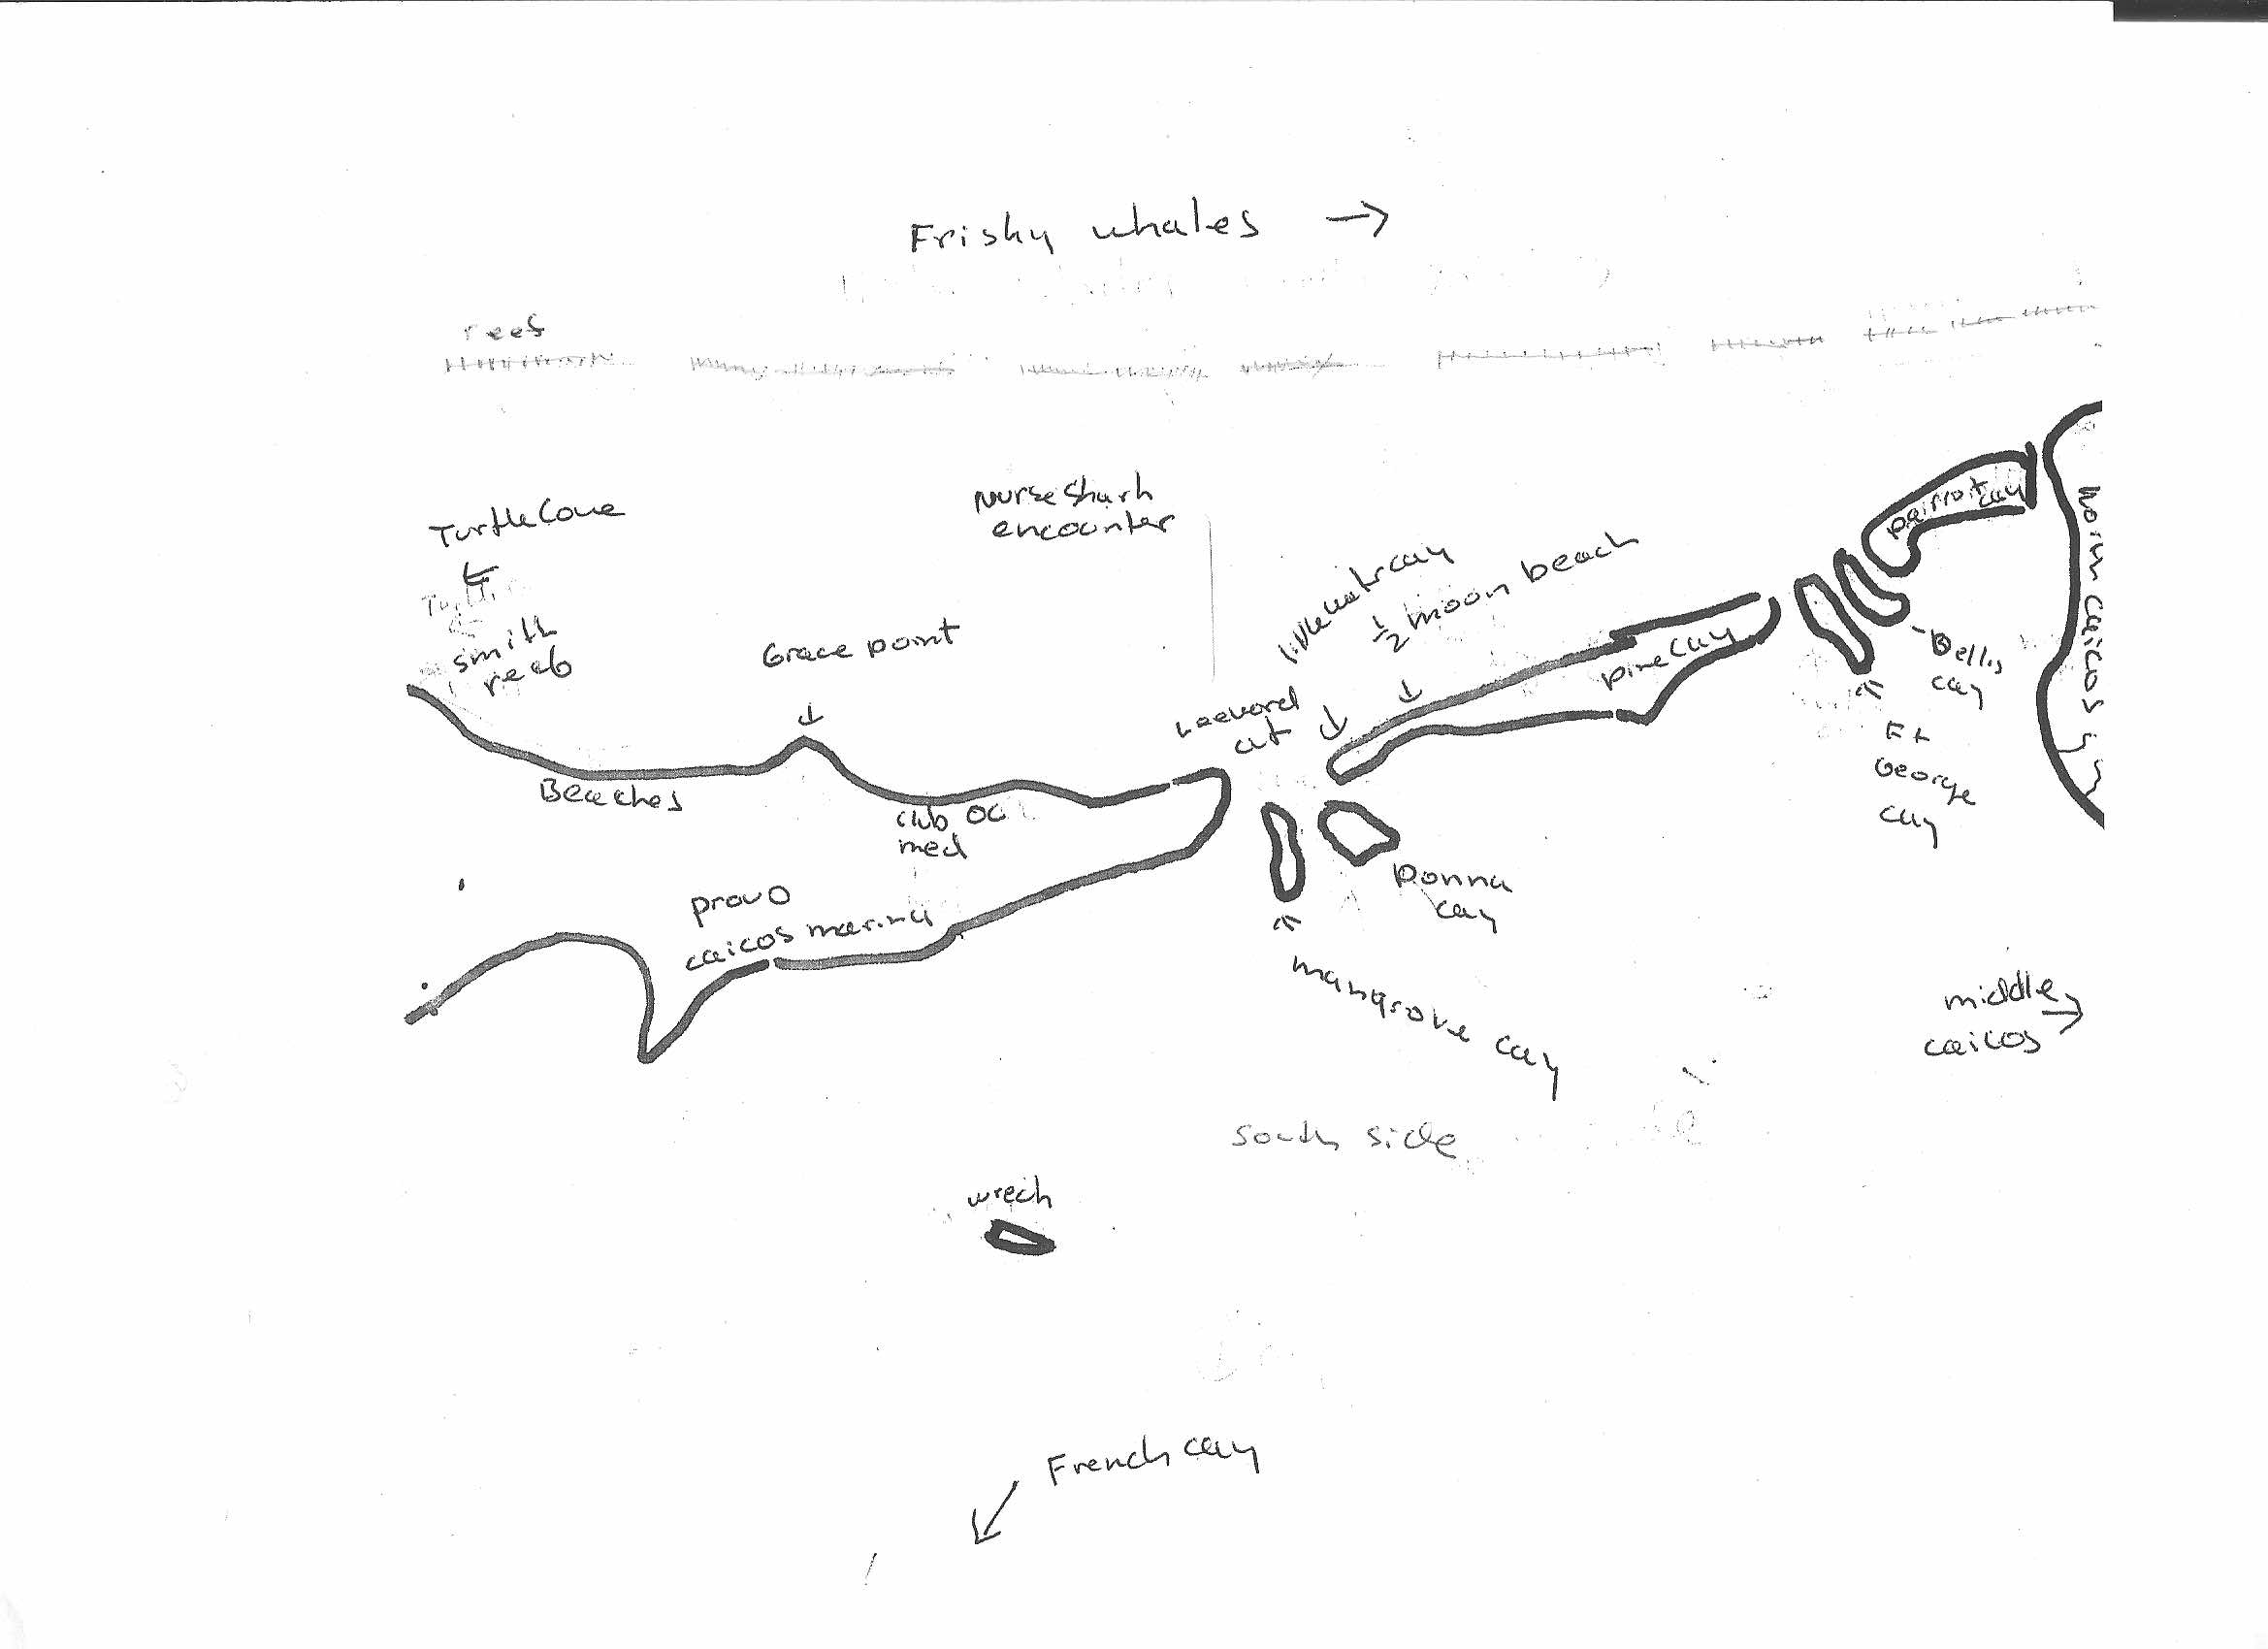 Frisky whales →
reef
Turtle Cove
←
smith
reef
Nurse Shark
encounter
Grace point
↓
Leeward
cut
little water cay
↓
1/2 moon beach
↓
pine cay
parrot cay
Dellis
cay
Ft
George
cay
north caicos
Beaches
club
med
provo
caicos marina
Donna
cay
mangrove cay
middle
caicos →
south side
wreck
French cay